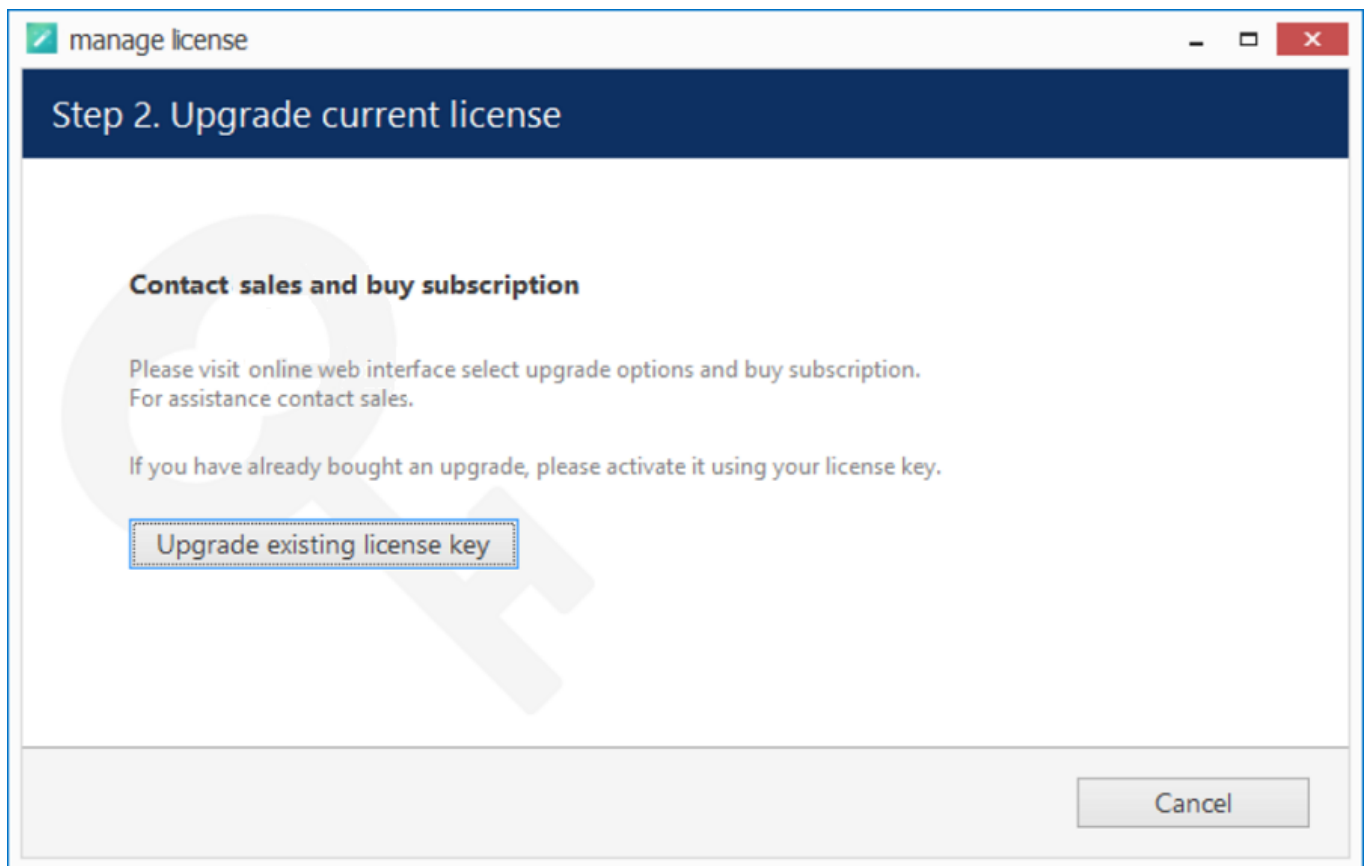 manage license
Step 2. Upgrade current license
Contact sales and buy subscription
Please visit online web interface select upgrade options and buy subscription.
For assistance contact sales.
If you have already bought an upgrade, please activate it using your license key.
Upgrade existing license key
Cancel